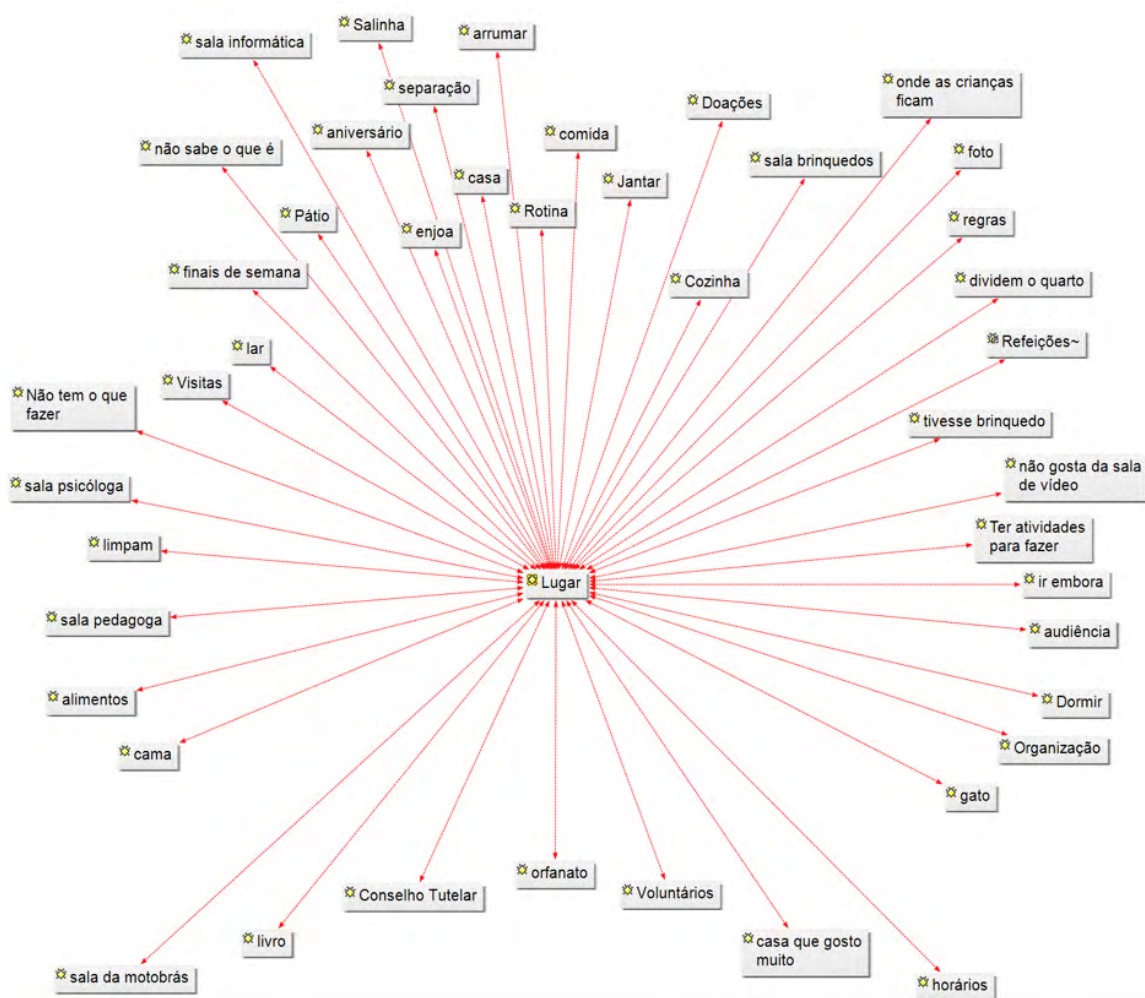 Salinha
arrumar
sala informática
separação
onde as crianças
ficam
Doações
aniversário
comida
não sabe o que é
sala brinquedos
foto
casa
Jantar
Rotina
Pátio
enjoa
regras
finais de semana
Cozinha
dividem o quarto
Refeições~
lar
Visitas
Não tem o que
fazer
tivesse brinquedo
não gosta da sala
de vídeo
sala psicóloga
Ter atividades
para fazer
limpam
Lugar
ir embora
sala pedagoga
audiência
alimentos
Dormir
cama
Organização
gato
orfanato
Conselho Tutelar
Voluntários
livro
casa que gosto
muito
sala da motobrás
horários